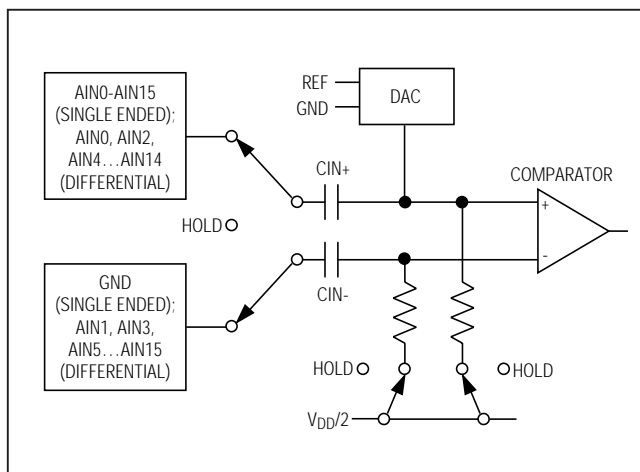 AIN0-AIN15
(SINGLE ENDED);
AIN0, AIN2,
AIN4…AIN14
(DIFFERENTIAL)
REF
GND
DAC
CIN+
COMPARATOR
+
-
HOLD
GND
(SINGLE ENDED);
AIN1, AIN3,
AIN5…AIN15
(DIFFERENTIAL)
CIN-
HOLD
HOLD
VDD/2